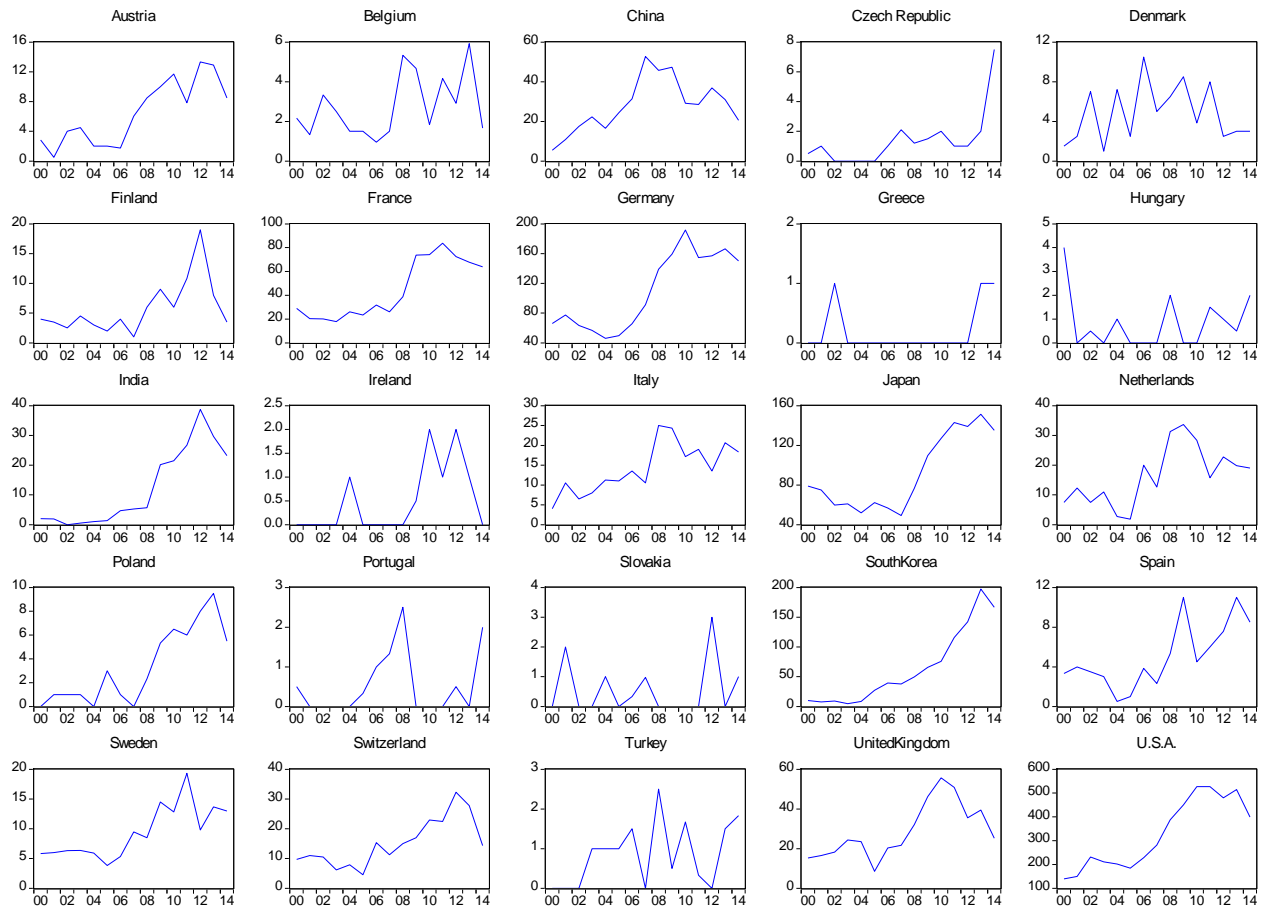 Austria Belgium China Czech Republic Denmark
16 6 60 8 12
12 6 8
4 40
8 4 4
2 20
4 2
0 0 0 0 0
00 02 04 06 08 10 12 14 00 02 04 06 08 10 12 14 00 02 04 06 08 10 12 14 00 02 04 06 08 10 12 14 00 02 04 06 08 10 12 14
Finland France Germany Greece Hungary
20 100 200 2 5
15 80 160 4
60 3
10 120 1
40 2
5 20 80 1
0 0 40 0 0
00 02 04 06 08 10 12 14 00 02 04 06 08 10 12 14 00 02 04 06 08 10 12 14 00 02 04 06 08 10 12 14 00 02 04 06 08 10 12 14
India Ireland Italy Japan Netherlands
40 2.5 30 160 40
30 2.0 25 120 30
1.5 20
20 15 80 20
1.0 10
10 0.5 5 10
0 0.0 0 40 0
00 02 04 06 08 10 12 14 00 02 04 06 08 10 12 14 00 02 04 06 08 10 12 14 00 02 04 06 08 10 12 14 00 02 04 06 08 10 12 14
Poland Portugal Slovakia SouthKorea Spain
10 3 4 200 12
8 3 150
2 8
6 2 100
4 1 4
2 1 50
0 0 0 0 0
00 02 04 06 08 10 12 14 00 02 04 06 08 10 12 14 00 02 04 06 08 10 12 14 00 02 04 06 08 10 12 14 00 02 04 06 08 10 12 14
Sweden Switzerland Turkey UnitedKingdom U.S.A.
20 40 3 60 600
15 30 500
2 40 400
10 20
1 20 300
5 10 200
0 0 0 0 100
00 02 04 06 08 10 12 14 00 02 04 06 08 10 12 14 00 02 04 06 08 10 12 14 00 02 04 06 08 10 12 14 00 02 04 06 08 10 12 14